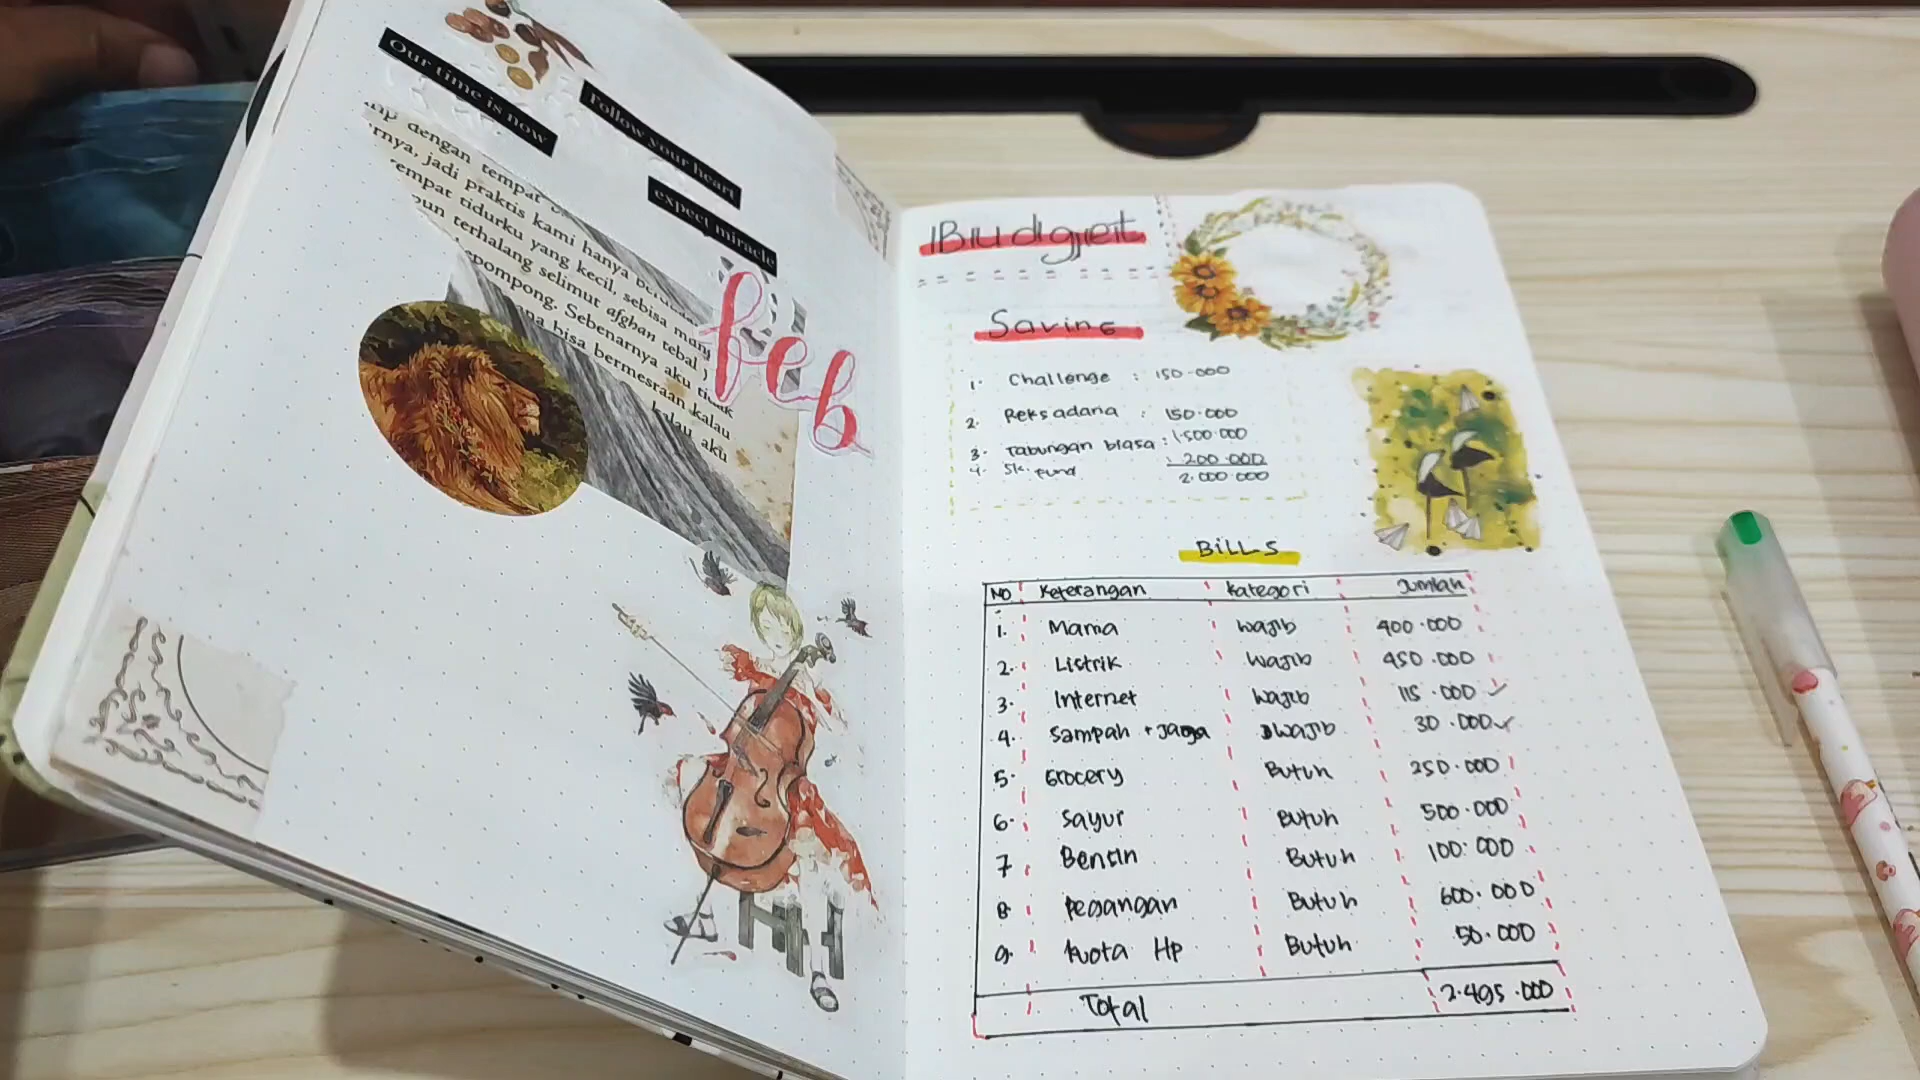 Our time is now
Follow your heart
expect miracle
dengan tempat
rnya, jadi praktis kami hanya
empat tidurku yang kecil, sebisa
pun terhalang selimut afghan tebal
epompong. Sebenarnya aku tidak
bisa bermesraan kalau
kalau aku
feb
Budget
Saving
1. Challenge : 150.000
2. Reksadana : 150.000
3. Tabungan biasa : 1.500.000
4. Sk. Fund : 200.000
2.000.000
BILLS
NO Keterangan Kategori Jumlah
1. Mama Wajib 400.000
2. Listrik Wajib 450.000
3. Internet Wajib 115.000 ✓
4. Sampah + Jaga Wajib 30.000 ✓
5. Grocery Butuh 250.000
6. Sayur Butuh 500.000
7 Bensin Butuh 100.000
8. Pegangan Butuh 600.000
9. Kuota Hp Butuh 50.000
Total 2.495.000